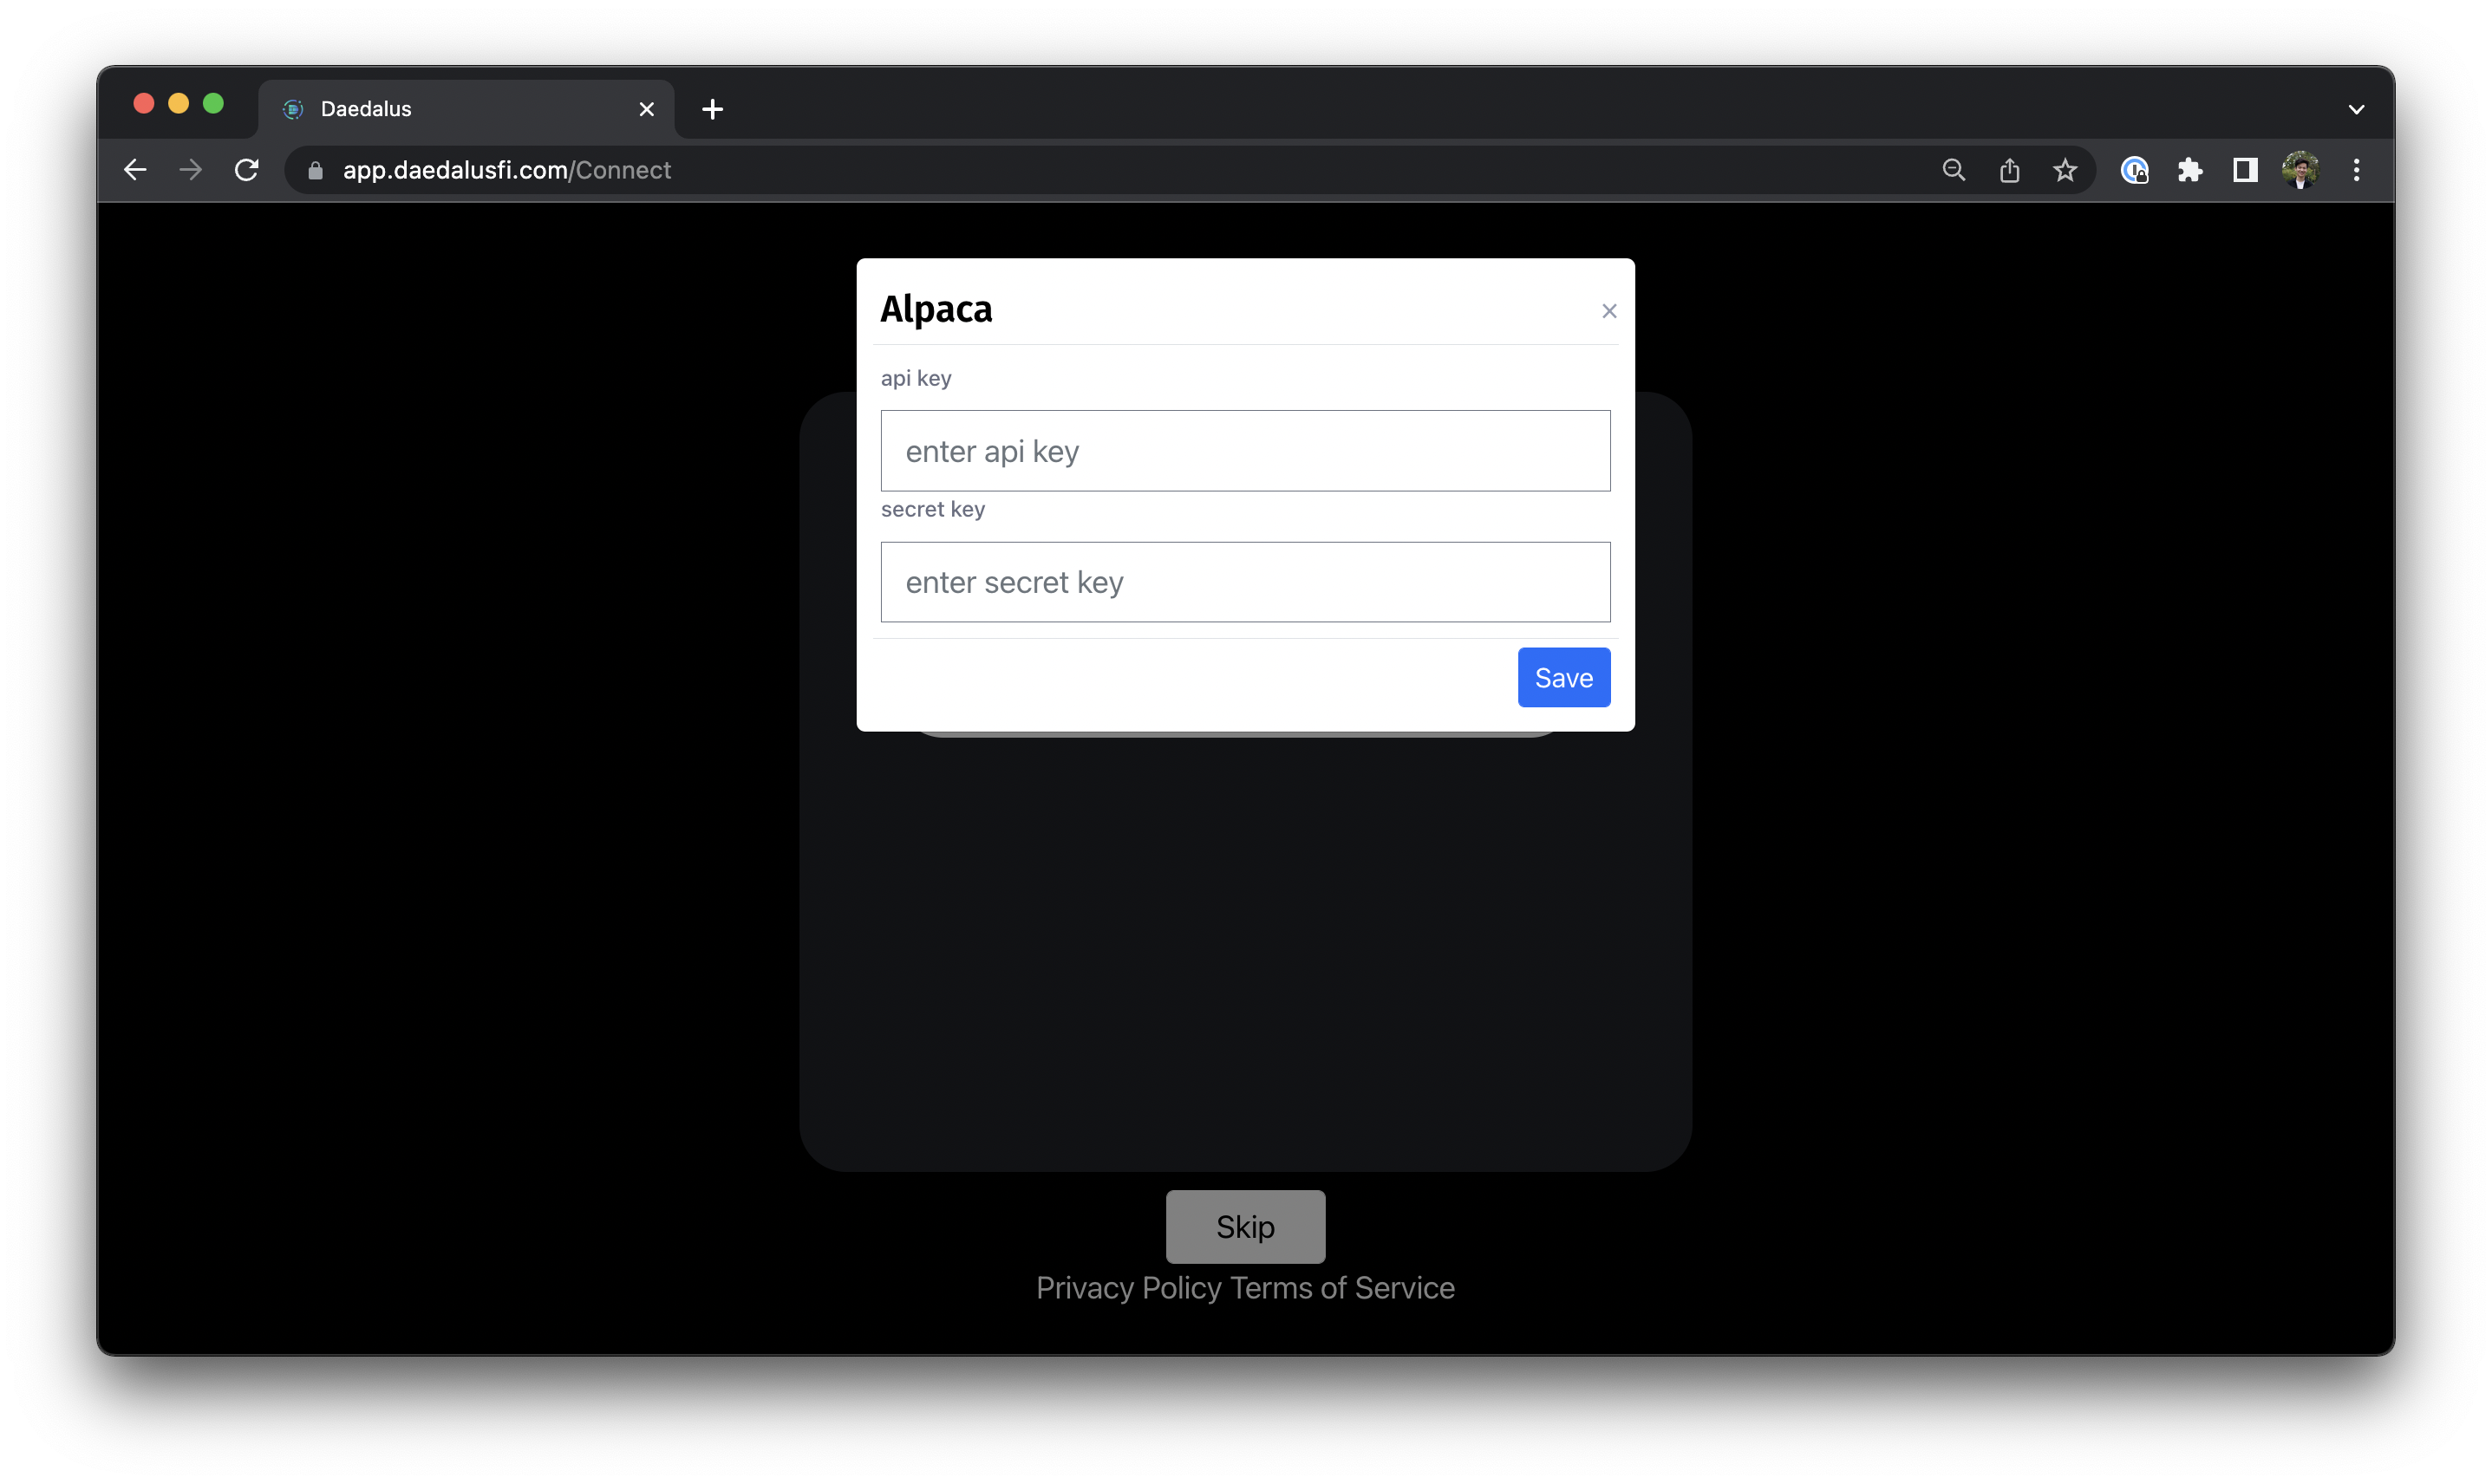 Daedalus
app.daedalusfi.com/Connect
Alpaca
api key
enter api key
secret key
enter secret key
Save
Skip
Privacy Policy Terms of Service